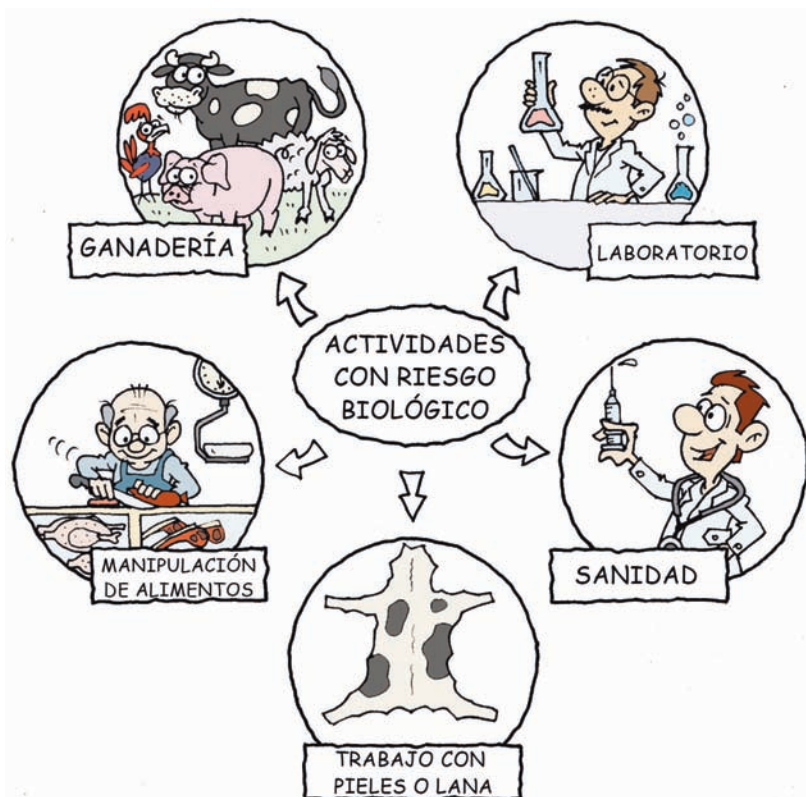 GANADERÍA
LABORATORIO
ACTIVIDADES
CON RIESGO
BIOLÓGICO
MANIPULACIÓN
DE ALIMENTOS
SANIDAD
TRABAJO CON
PIELES O LANA